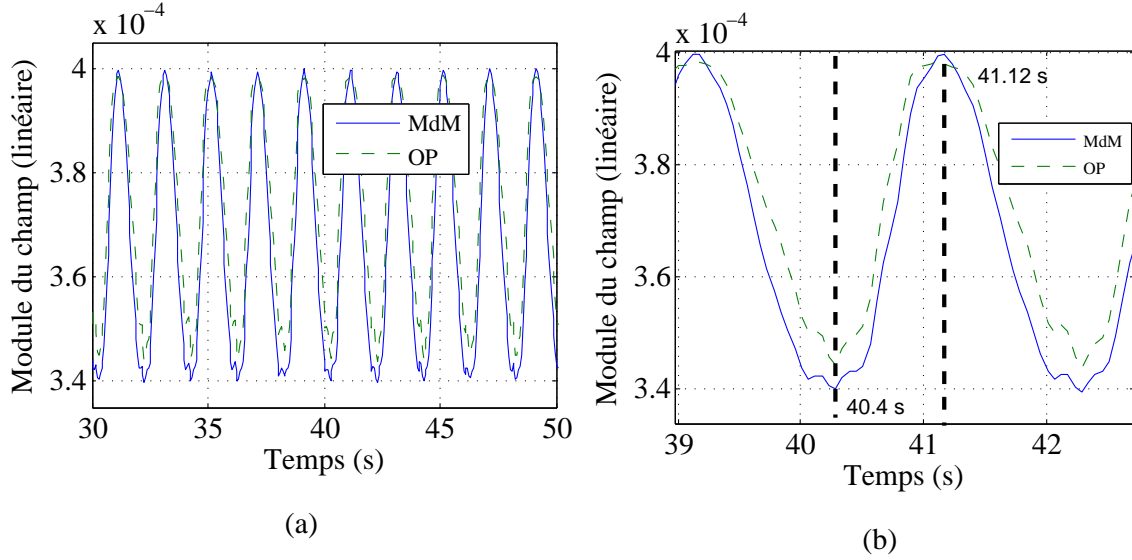 x 10⁻⁴
4
3.8
3.6
3.4
30
35
40
45
50
Module du champ (linéaire)
Temps (s)
MdM
OP
(a)
x 10⁻⁴
4
3.8
3.6
3.4
39
40
41
42
Module du champ (linéaire)
Temps (s)
41.12 s
MdM
OP
40.4 s
(b)